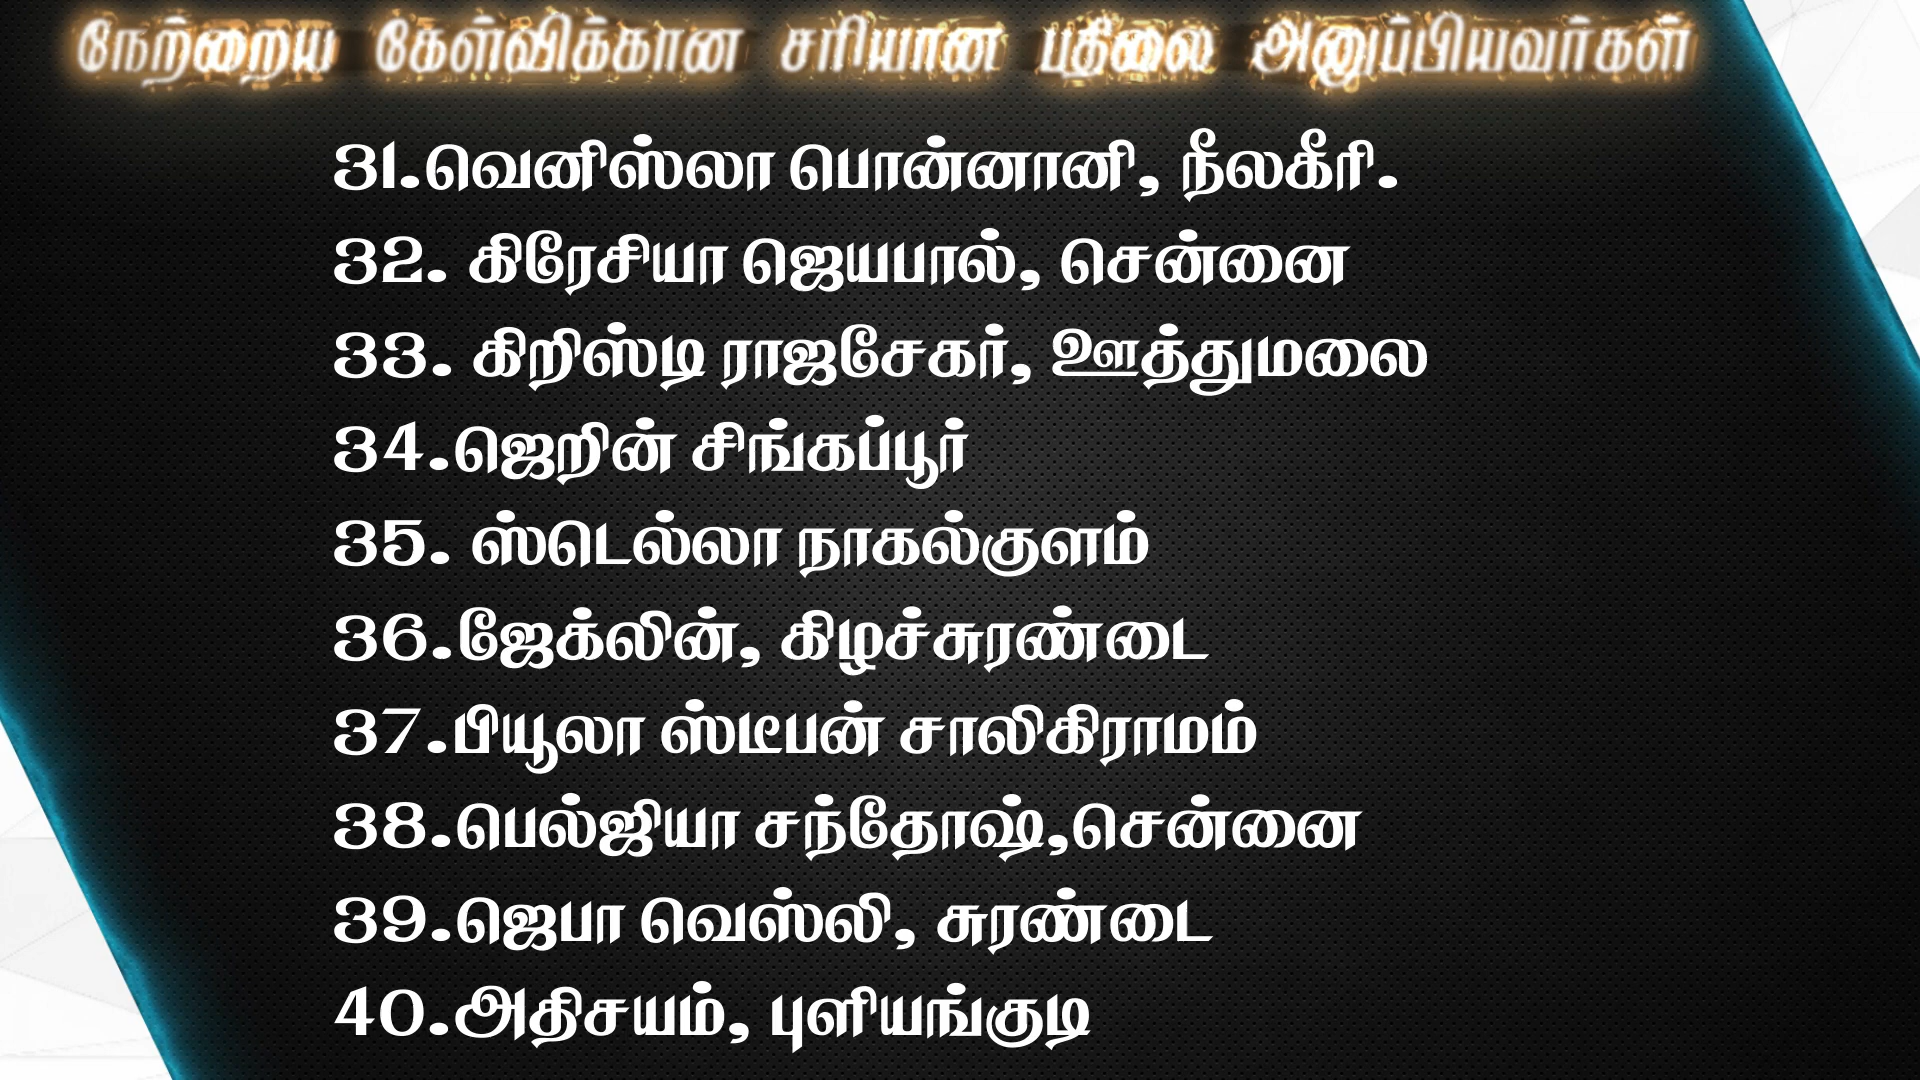 நேற்றைய கேள்விக்கான சரியான பதிலை அனுப்பியவர்கள்
31.வெனிஸ்லா பொன்னானி, நீலகீரி.
32. கிரேசியா ஜெயபால், சென்னை
33. கிறிஸ்டி ராஜசேகர், ஊத்துமலை
34.ஜெறின் சிங்கப்பூர்
35. ஸ்டெல்லா நாகல்குளம்
36.ஜேக்லின், கிழச்சுரண்டை
37.பியூலா ஸ்டீபன் சாலிகிராமம்
38.பெல்ஜியா சந்தோஷ்,சென்னை
39.ஜெபா வெஸ்லி, சுரண்டை
40.அதிசயம், புளியங்குடி